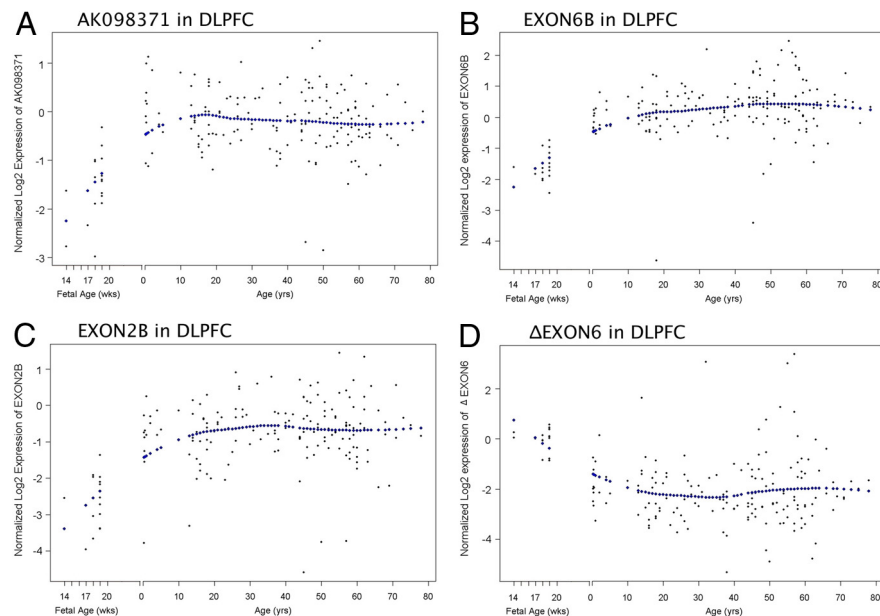 A
AK098371 in DLPFC
Normalized Log2 Expression of AK098371
1
0
-1
-2
-3
14 17 20 0 10 20 30 40 50 60 70 80
Fetal Age (wks) Age (yrs)
B
EXON6B in DLPFC
Normalized Log2 expression of EXON6B
2
1
0
-1
-2
-3
-4
14 17 20 0 10 20 30 40 50 60 70 80
Fetal Age (wks) Age (yrs)
C
EXON2B in DLPFC
Normalized Log2 Expression of EXON2B
1
0
-1
-2
-3
-4
14 17 20 0 10 20 30 40 50 60 70 80
Fetal Age (wks) Age (yrs)
D
ΔEXON6 in DLPFC
Normalized Log2 expression of Δ EXON6
2
0
-2
-4
14 17 20 0 10 20 30 40 50 60 70 80
Fetal Age (wks) Age (yrs)